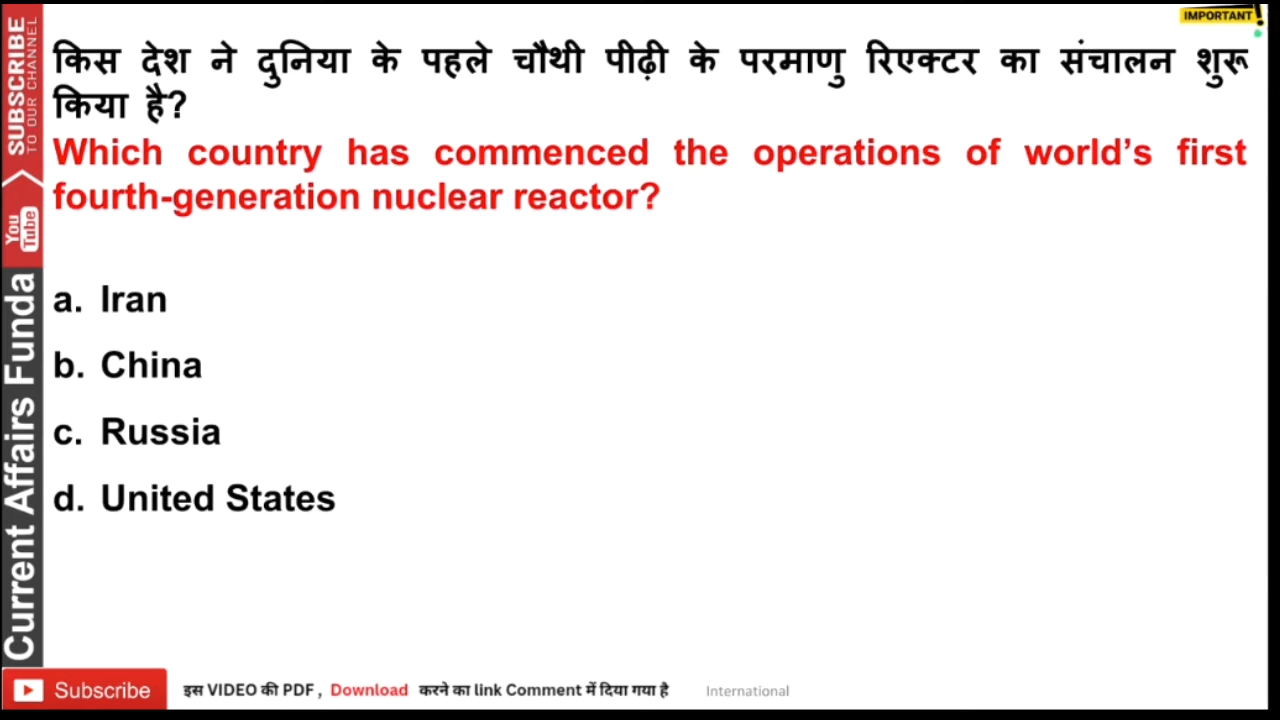 IMPORTANT!
किस देश ने दुनिया के पहले चौथी पीढ़ी के परमाणु रिएक्टर का संचालन शुरू
किया है?
Which country has commenced the operations of world’s first
fourth-generation nuclear reactor?
a. Iran
b. China
c. Russia
d. United States
SUBSCRIBE
TO OUR CHANNEL
You
Tube
Current Affairs Funda
Subscribe
इस VIDEO की PDF , Download करने का link Comment में दिया गया है
International